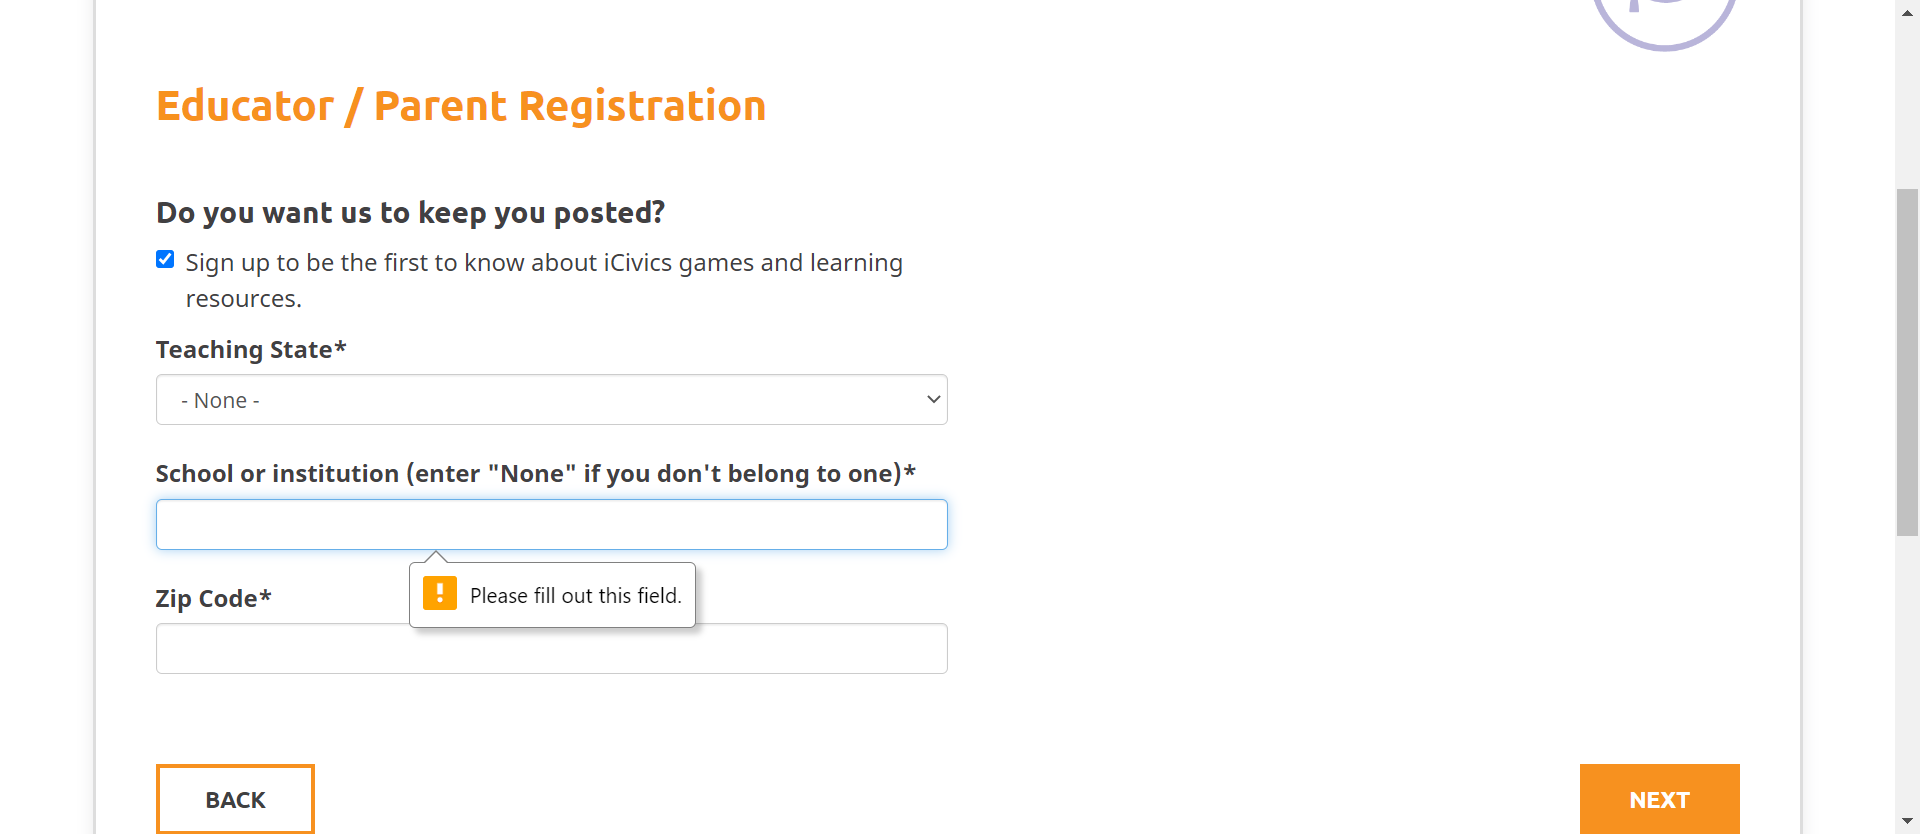 Educator / Parent Registration
Do you want us to keep you posted?
Sign up to be the first to know about iCivics games and learning
resources.
Teaching State*
- None -
School or institution (enter "None" if you don't belong to one)*
Please fill out this field.
Zip Code*
BACK
NEXT